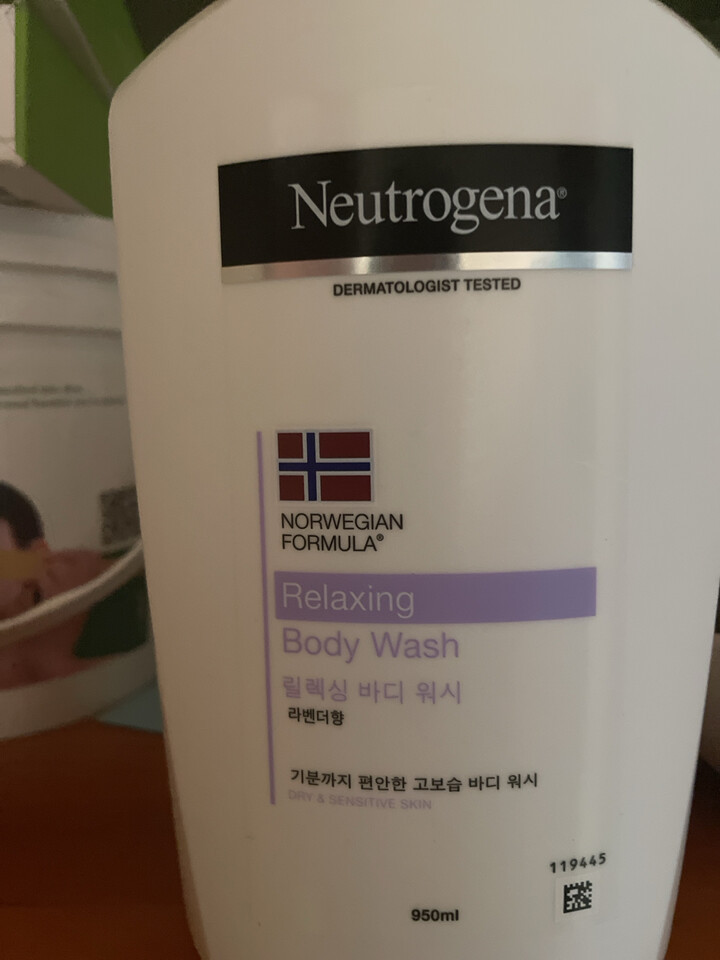 Neutrogena®
DERMATOLOGIST TESTED
NORWEGIAN
FORMULA®
Relaxing
Body Wash
릴렉싱 바디 워시
라벤더향
기분까지 편안한 고보습 바디 워시
DRY & SENSITIVE SKIN
119445
950ml